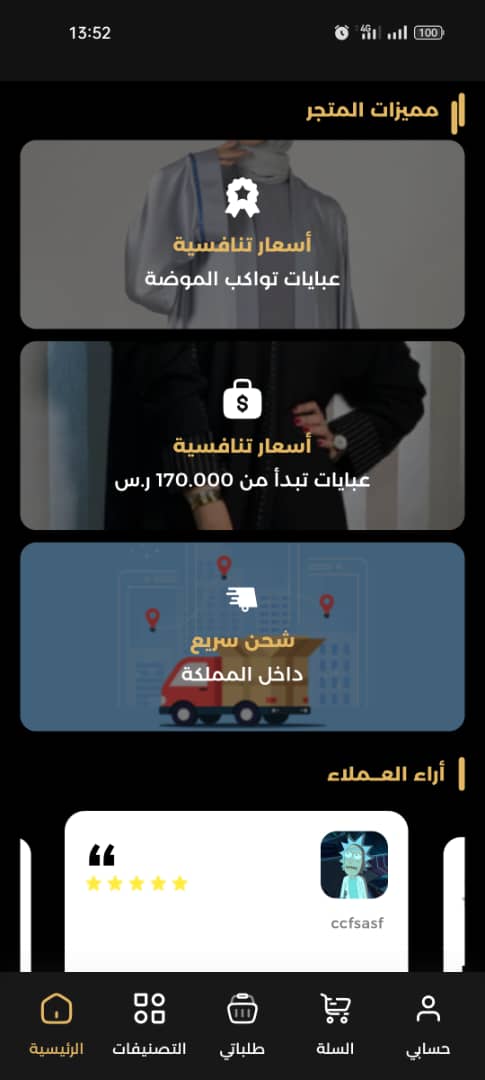 13:52
4G
100
مميزات المتجر
أسعار تنافسية
عبايات تواكب الموضة
$
أسعار تنافسية
عبايات تبدأ من 170.000 ر.س
شحن سريع
داخل المملكة
أراء العـملاء
❝
ccfsasf
حسابي
السلة
طلباتي
التصنيفات
الرئيسية